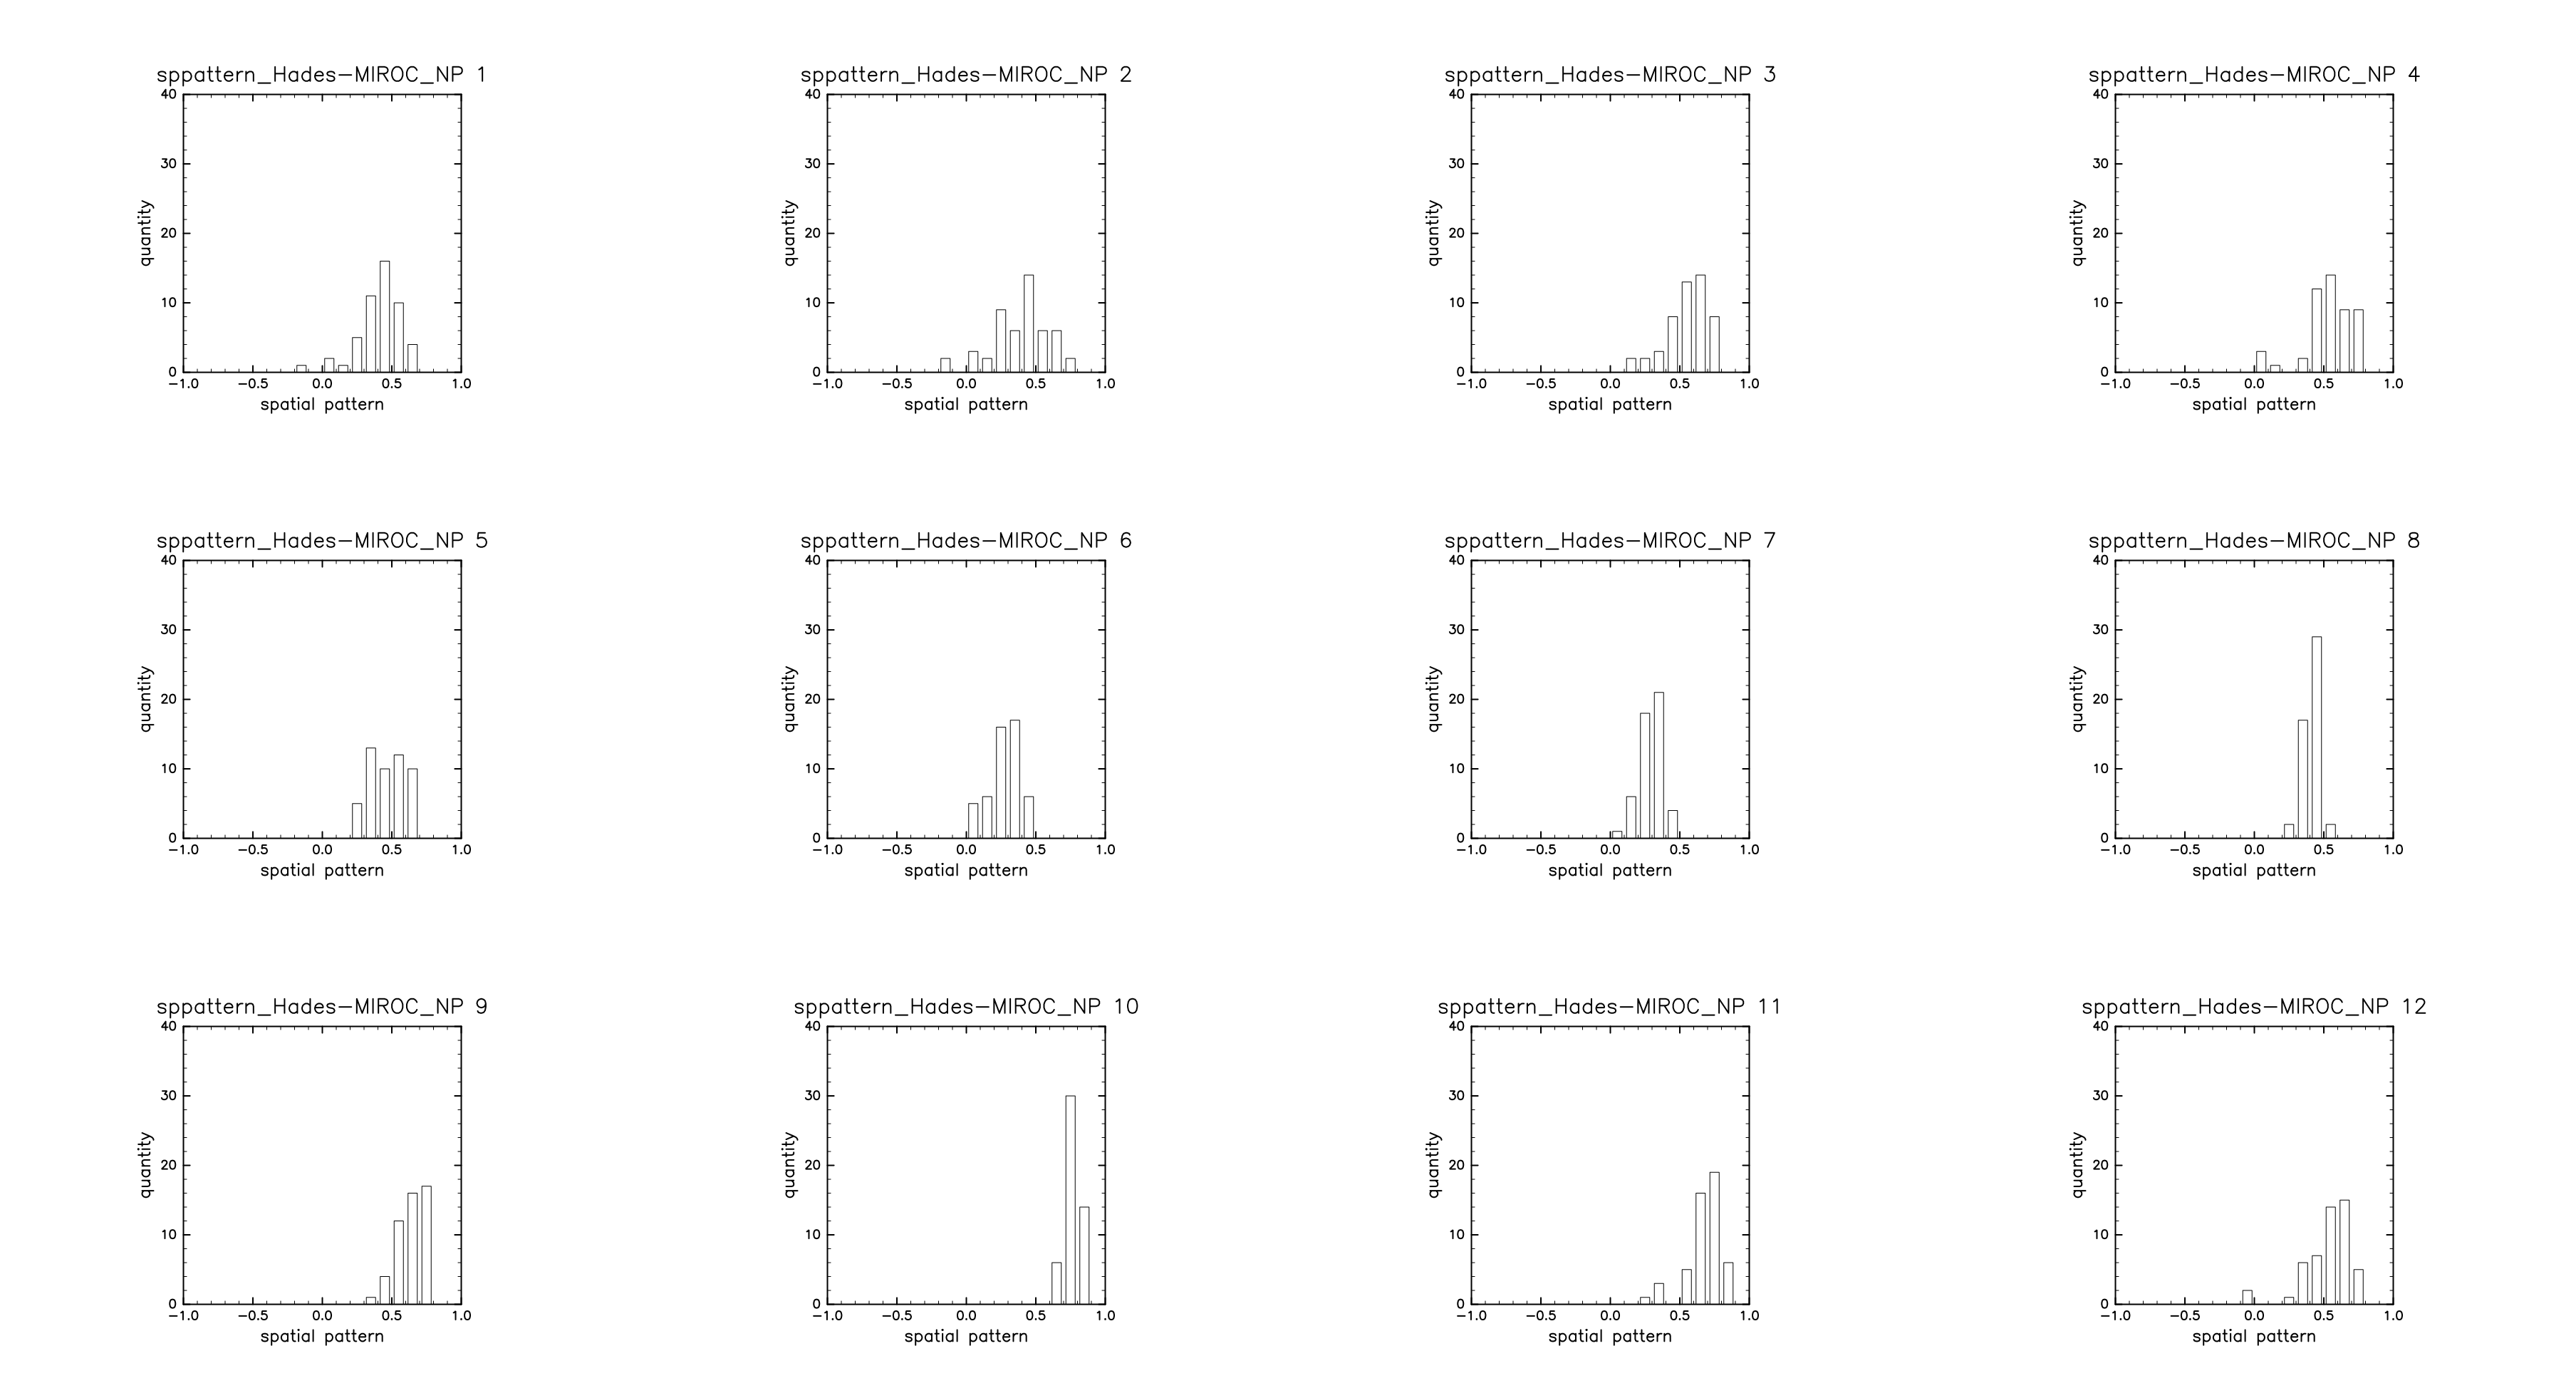 sppattern_Hades-MIROC_NP 1
40
30
20
10
0
quantity
-1.0 -0.5 0.0 0.5 1.0
spatial pattern
sppattern_Hades-MIROC_NP 2
40
30
20
10
0
quantity
-1.0 -0.5 0.0 0.5 1.0
spatial pattern
sppattern_Hades-MIROC_NP 3
40
30
20
10
0
quantity
-1.0 -0.5 0.0 0.5 1.0
spatial pattern
sppattern_Hades-MIROC_NP 4
40
30
20
10
0
quantity
-1.0 -0.5 0.0 0.5 1.0
spatial pattern
sppattern_Hades-MIROC_NP 5
40
30
20
10
0
quantity
-1.0 -0.5 0.0 0.5 1.0
spatial pattern
sppattern_Hades-MIROC_NP 6
40
30
20
10
0
quantity
-1.0 -0.5 0.0 0.5 1.0
spatial pattern
sppattern_Hades-MIROC_NP 7
40
30
20
10
0
quantity
-1.0 -0.5 0.0 0.5 1.0
spatial pattern
sppattern_Hades-MIROC_NP 8
40
30
20
10
0
quantity
-1.0 -0.5 0.0 0.5 1.0
spatial pattern
sppattern_Hades-MIROC_NP 9
40
30
20
10
0
quantity
-1.0 -0.5 0.0 0.5 1.0
spatial pattern
sppattern_Hades-MIROC_NP 10
40
30
20
10
0
quantity
-1.0 -0.5 0.0 0.5 1.0
spatial pattern
sppattern_Hades-MIROC_NP 11
40
30
20
10
0
quantity
-1.0 -0.5 0.0 0.5 1.0
spatial pattern
sppattern_Hades-MIROC_NP 12
40
30
20
10
0
quantity
-1.0 -0.5 0.0 0.5 1.0
spatial pattern